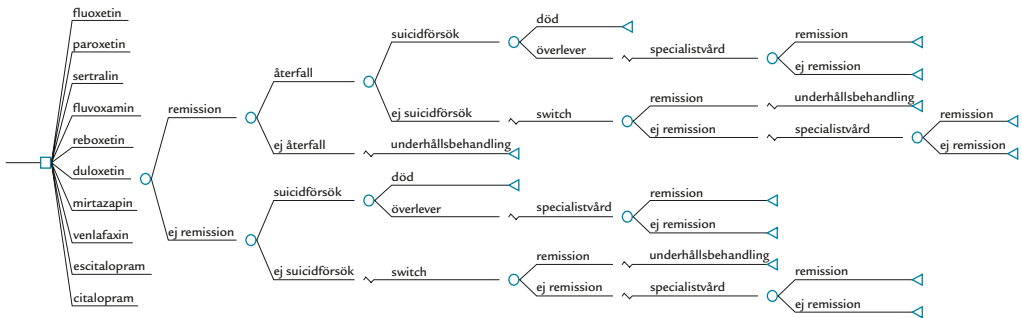 fluoxetin
paroxetin
sertralin
fluvoxamin
reboxetin
duloxetin
mirtazapin
venlafaxin
escitalopram
citalopram
remission
ej remission
återfall
ej återfall
underhållsbehandling
suicidförsök
ej suicidförsök
död
överlever
specialistvård
remission
ej remission
switch
remission
underhållsbehandling
ej remission
specialistvård
remission
ej remission
suicidförsök
ej suicidförsök
död
överlever
specialistvård
remission
ej remission
switch
remission
underhållsbehandling
ej remission
specialistvård
remission
ej remission